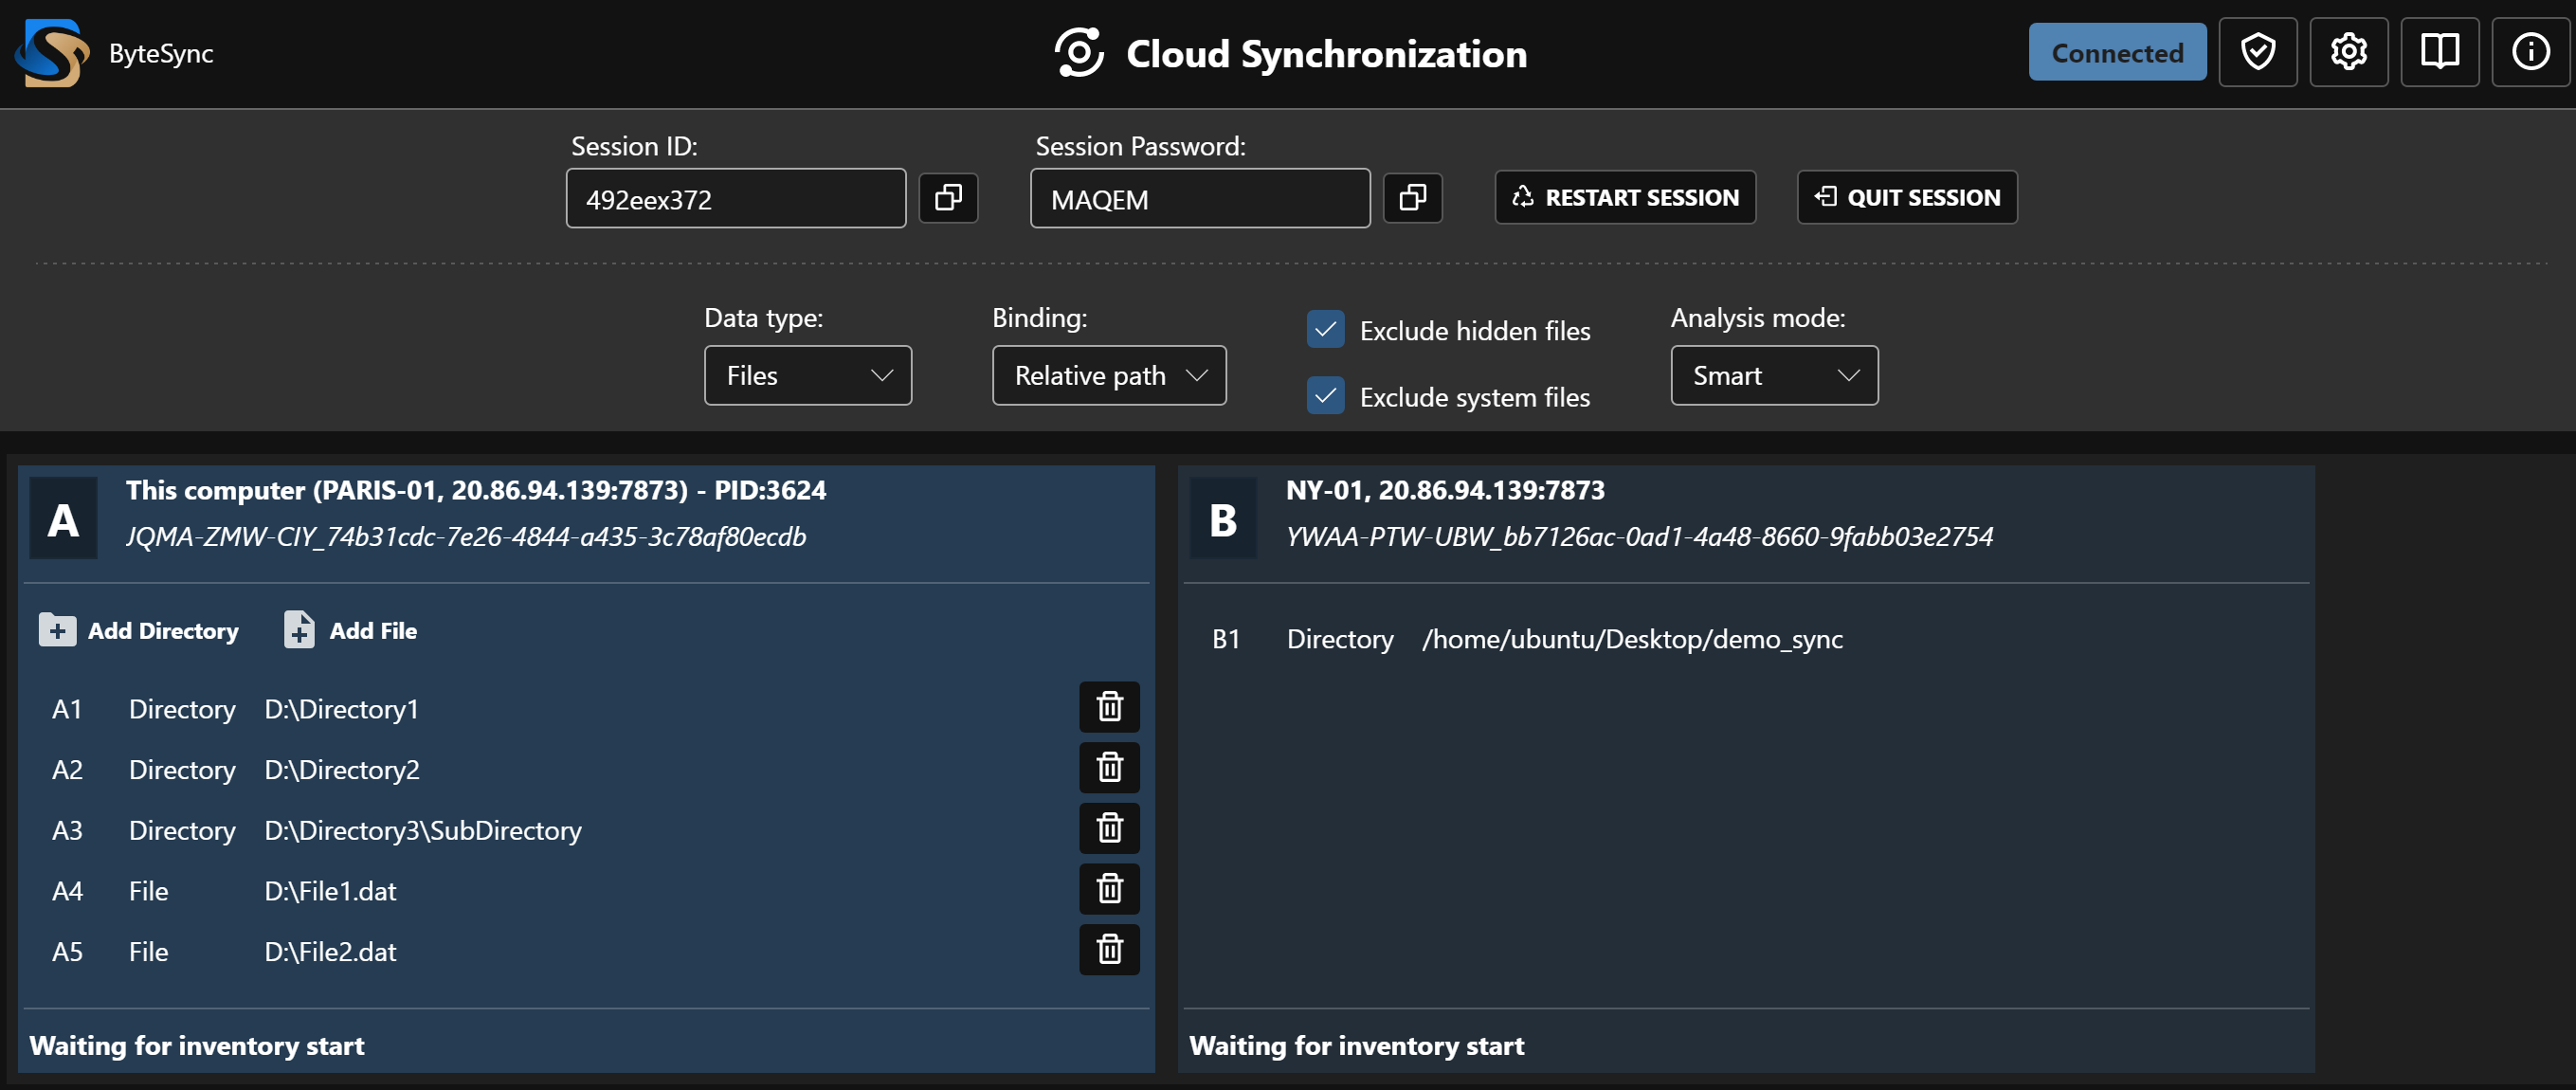 ByteSync
Cloud Synchronization
Connected
Session ID:
492eex372
Session Password:
MAQEM
RESTART SESSION
QUIT SESSION
Data type:
Files
Binding:
Relative path
Exclude hidden files
Exclude system files
Analysis mode:
Smart
A
This computer (PARIS-01, 20.86.94.139:7873) - PID:3624
JQMA-ZMW-CIY_74b31cdc-7e26-4844-a435-3c78af80ecdb
Add Directory
Add File
A1 Directory D:\Directory1
A2 Directory D:\Directory2
A3 Directory D:\Directory3\SubDirectory
A4 File D:\File1.dat
A5 File D:\File2.dat
Waiting for inventory start
B
NY-01, 20.86.94.139:7873
YWAA-PTW-UBW_bb7126ac-0ad1-4a48-8660-9fabb03e2754
B1 Directory /home/ubuntu/Desktop/demo_sync
Waiting for inventory start